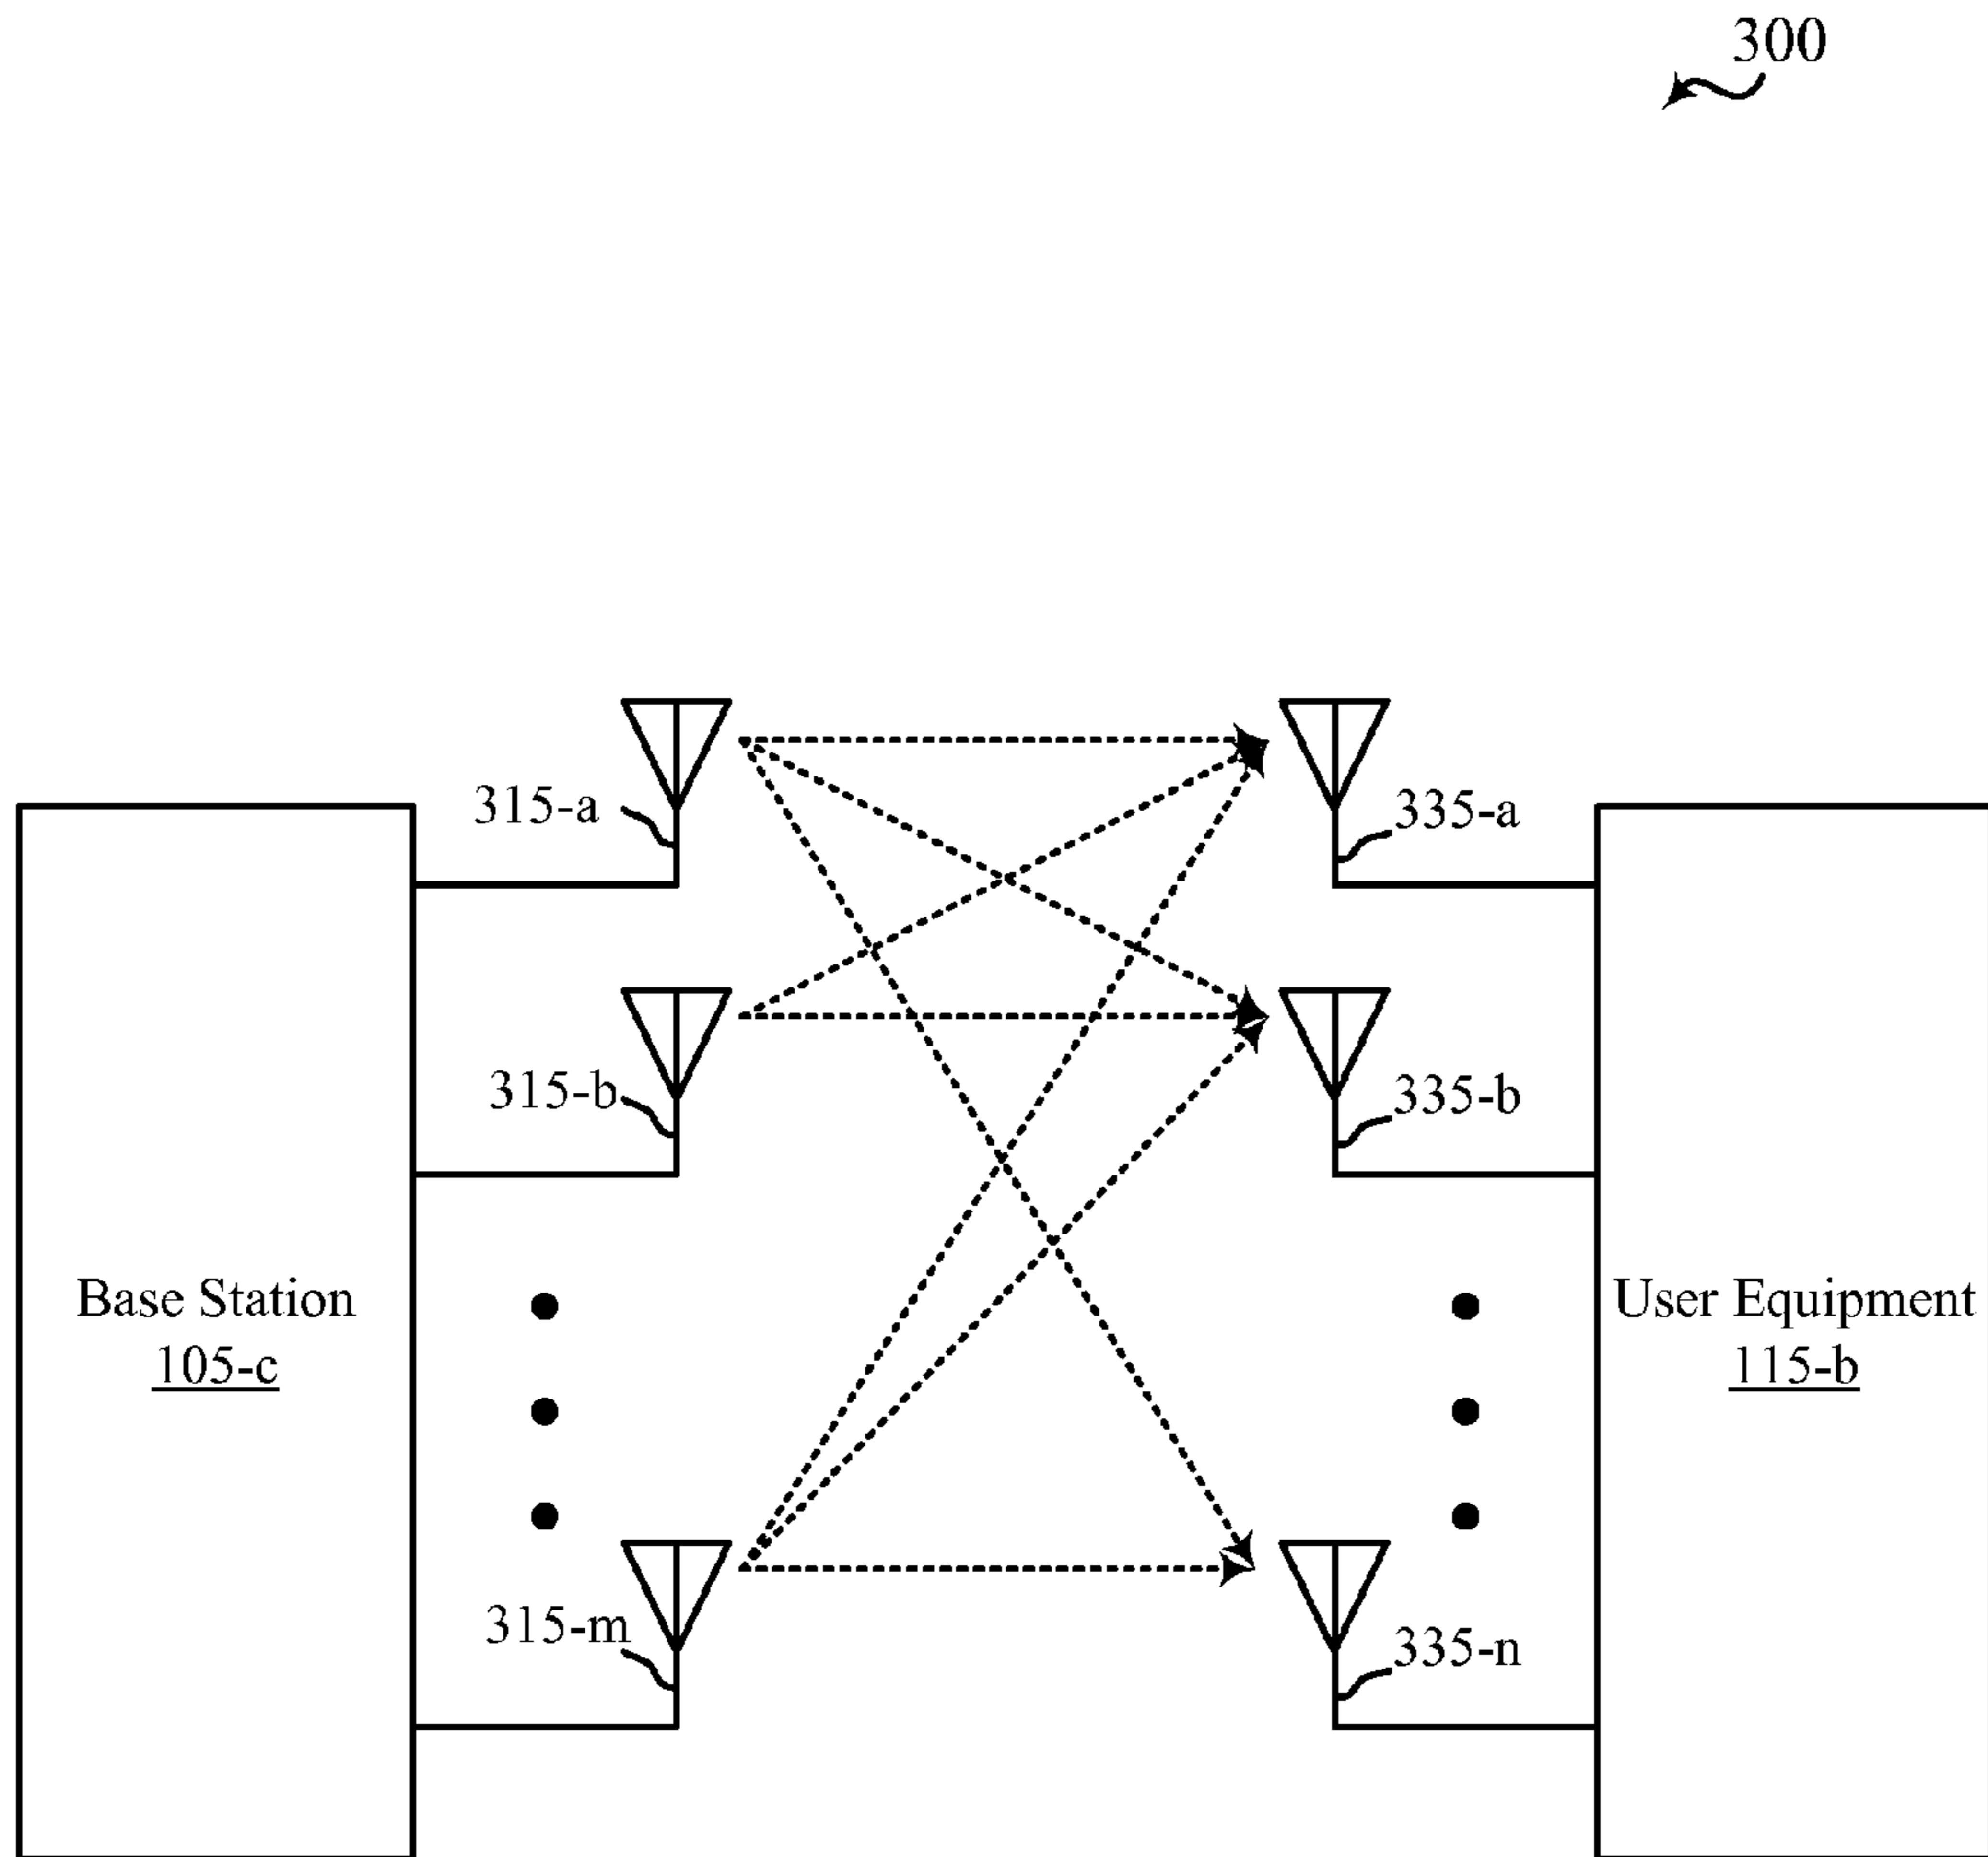 300
315-a
335-a
315-b
335-b
Base Station
105-c
User Equipment
115-b
315-m
335-n